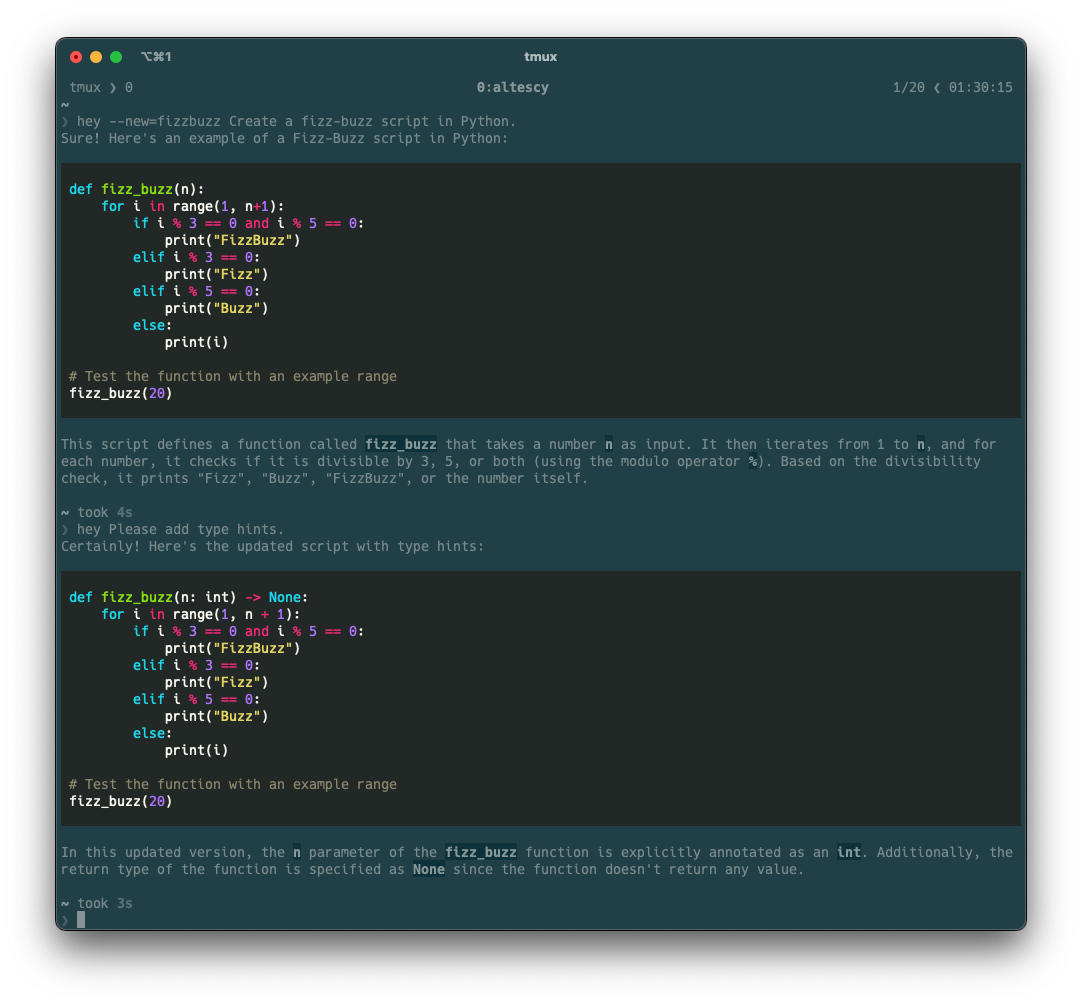 ⌥⌘1 tmux
tmux ❯ 0 0:altescy 1/20 ❮ 01:30:15
~
❯ hey --new=fizzbuzz Create a fizz-buzz script in Python.
Sure! Here's an example of a Fizz-Buzz script in Python:
def fizz_buzz(n):
    for i in range(1, n+1):
        if i % 3 == 0 and i % 5 == 0:
            print("FizzBuzz")
        elif i % 3 == 0:
            print("Fizz")
        elif i % 5 == 0:
            print("Buzz")
        else:
            print(i)
# Test the function with an example range
fizz_buzz(20)
This script defines a function called fizz_buzz that takes a number n as input. It then iterates from 1 to n, and for
each number, it checks if it is divisible by 3, 5, or both (using the modulo operator %). Based on the divisibility
check, it prints "Fizz", "Buzz", "FizzBuzz", or the number itself.
~ took 4s
❯ hey Please add type hints.
Certainly! Here's the updated script with type hints:
def fizz_buzz(n: int) -> None:
    for i in range(1, n + 1):
        if i % 3 == 0 and i % 5 == 0:
            print("FizzBuzz")
        elif i % 3 == 0:
            print("Fizz")
        elif i % 5 == 0:
            print("Buzz")
        else:
            print(i)
# Test the function with an example range
fizz_buzz(20)
In this updated version, the n parameter of the fizz_buzz function is explicitly annotated as an int. Additionally, the
return type of the function is specified as None since the function doesn't return any value.
~ took 3s
❯